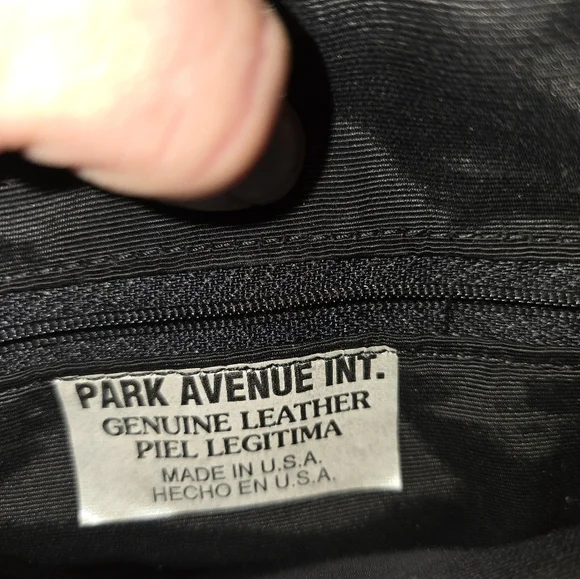 PARK AVENUE INT.
GENUINE LEATHER
PIEL LEGITIMA
MADE IN U.S.A.
HECHO EN U.S.A.